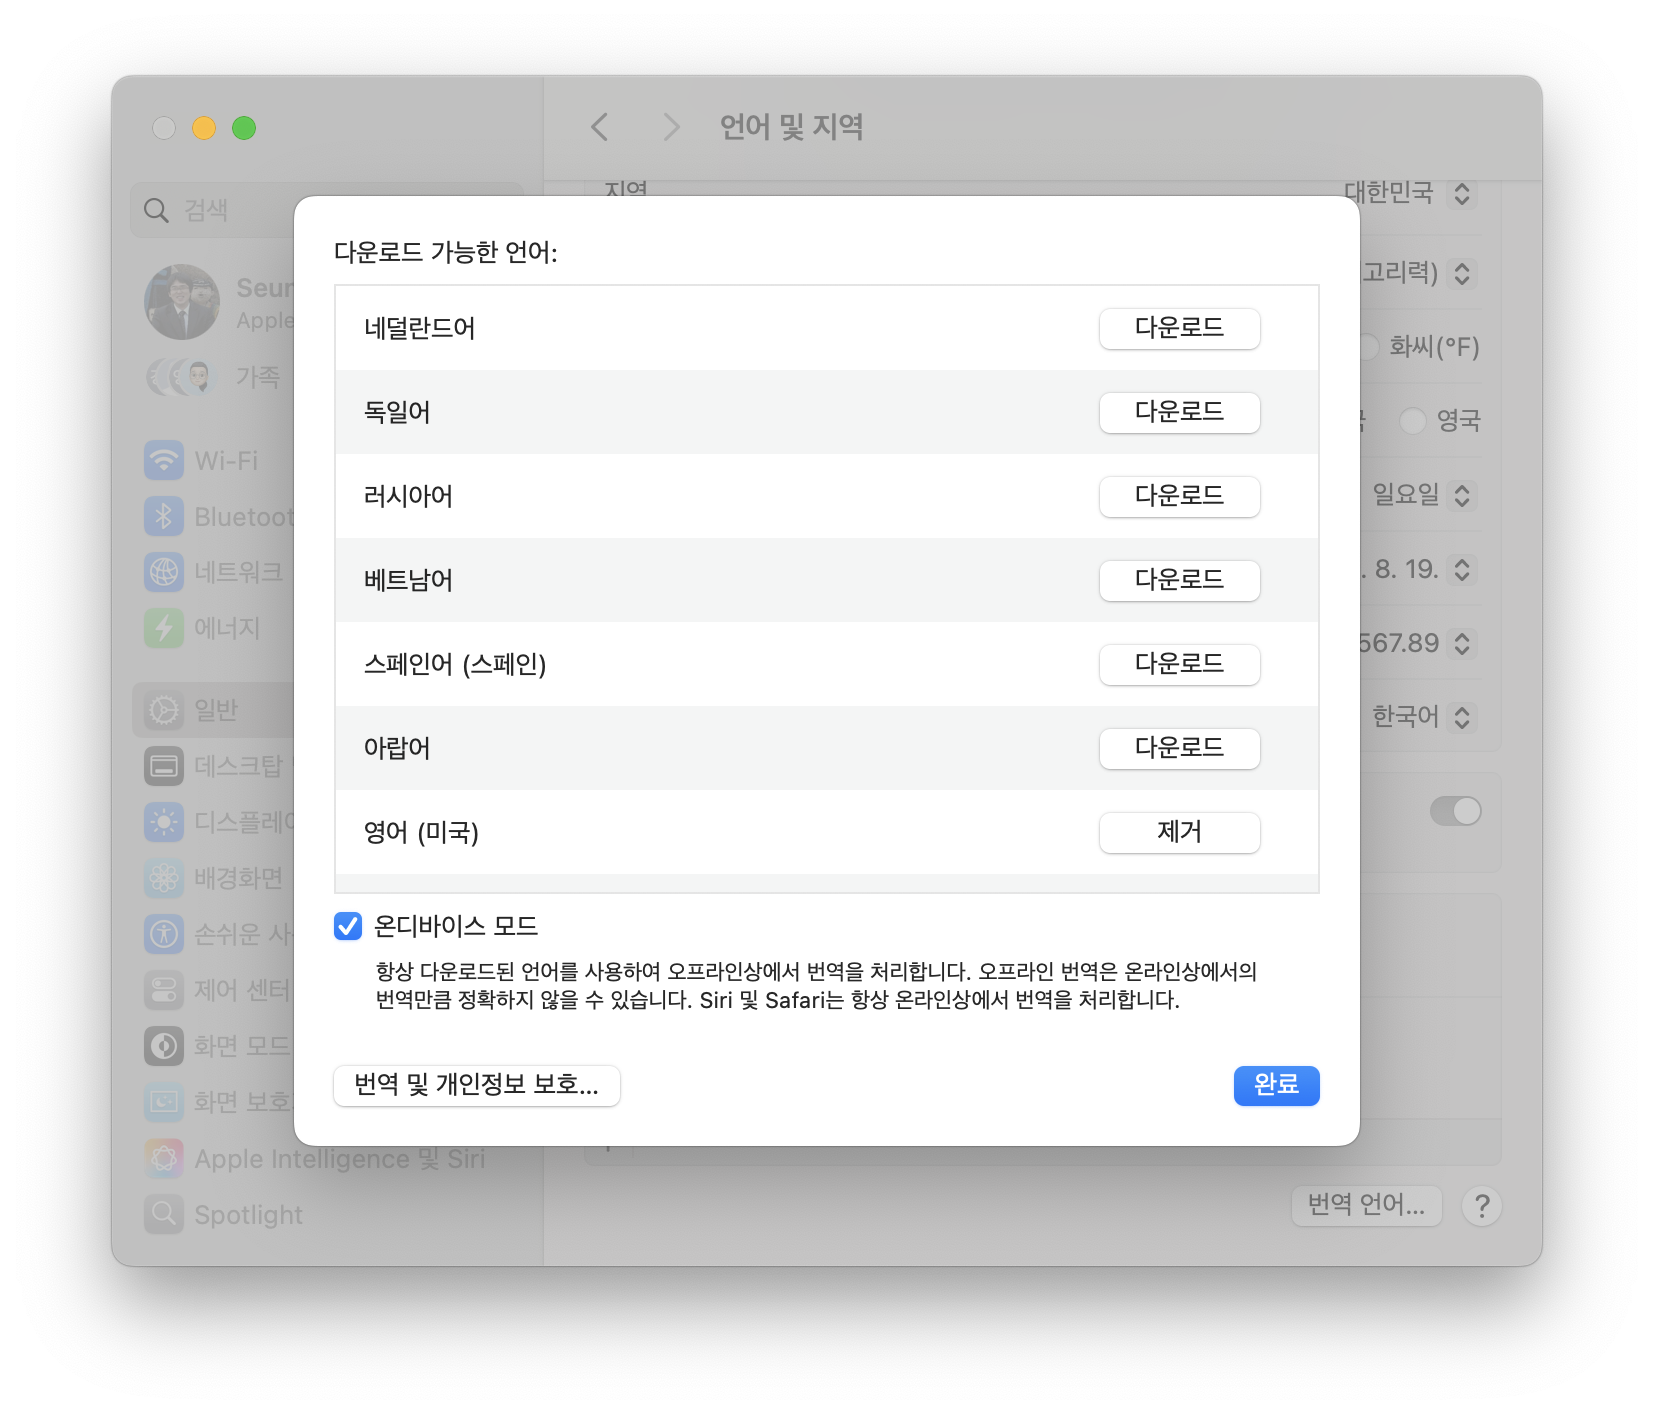 언어 및 지역
검색
지역
대한민국
Seun
Apple
고리력)
가족
화씨(°F)
영국
Wi-Fi
Bluetoot
일요일
네트워크
. 8. 19.
에너지
567.89
일반
한국어
데스크탑
디스플레이
배경화면
손쉬운 사
제어 센터
화면 모드
화면 보호
Apple Intelligence 및 Siri
Spotlight
다운로드 가능한 언어:
네덜란드어 다운로드
독일어 다운로드
러시아어 다운로드
베트남어 다운로드
스페인어 (스페인) 다운로드
아랍어 다운로드
영어 (미국) 제거
온디바이스 모드
항상 다운로드된 언어를 사용하여 오프라인상에서 번역을 처리합니다. 오프라인 번역은 온라인상에서의
번역만큼 정확하지 않을 수 있습니다. Siri 및 Safari는 항상 온라인상에서 번역을 처리합니다.
번역 및 개인정보 보호...
완료
번역 언어...
?